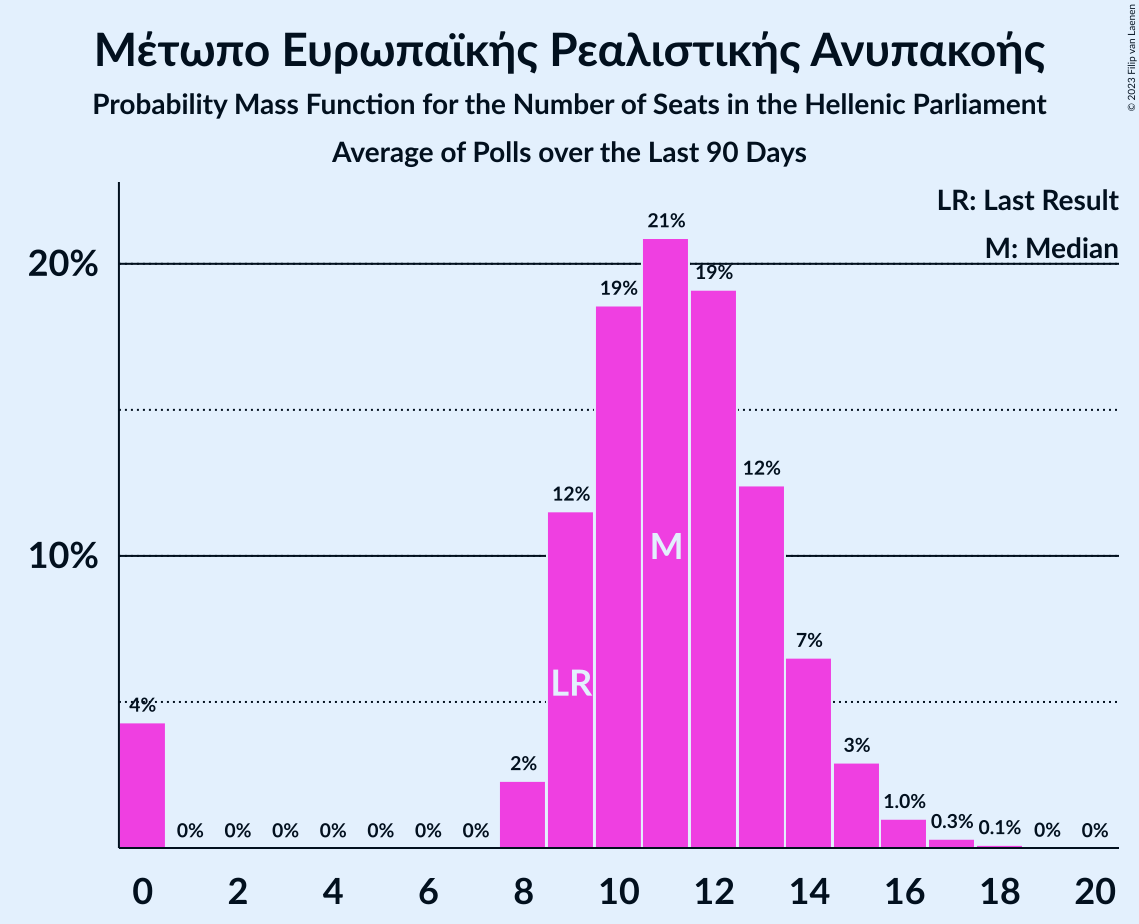 Μέτωπο Ευρωπαϊκής Ρεαλιστικής Ανυπακοής
Probability Mass Function for the Number of Seats in the Hellenic Parliament
Average of Polls over the Last 90 Days
© 2023 Filip van Laenen
LR: Last Result
M: Median
20%
10%
4%
0%
0%
0%
0%
0%
0%
0%
2%
12%
19%
21%
19%
12%
7%
3%
1.0%
0.3%
0.1%
0%
0%
LR
M
0 2 4 6 8 10 12 14 16 18 20